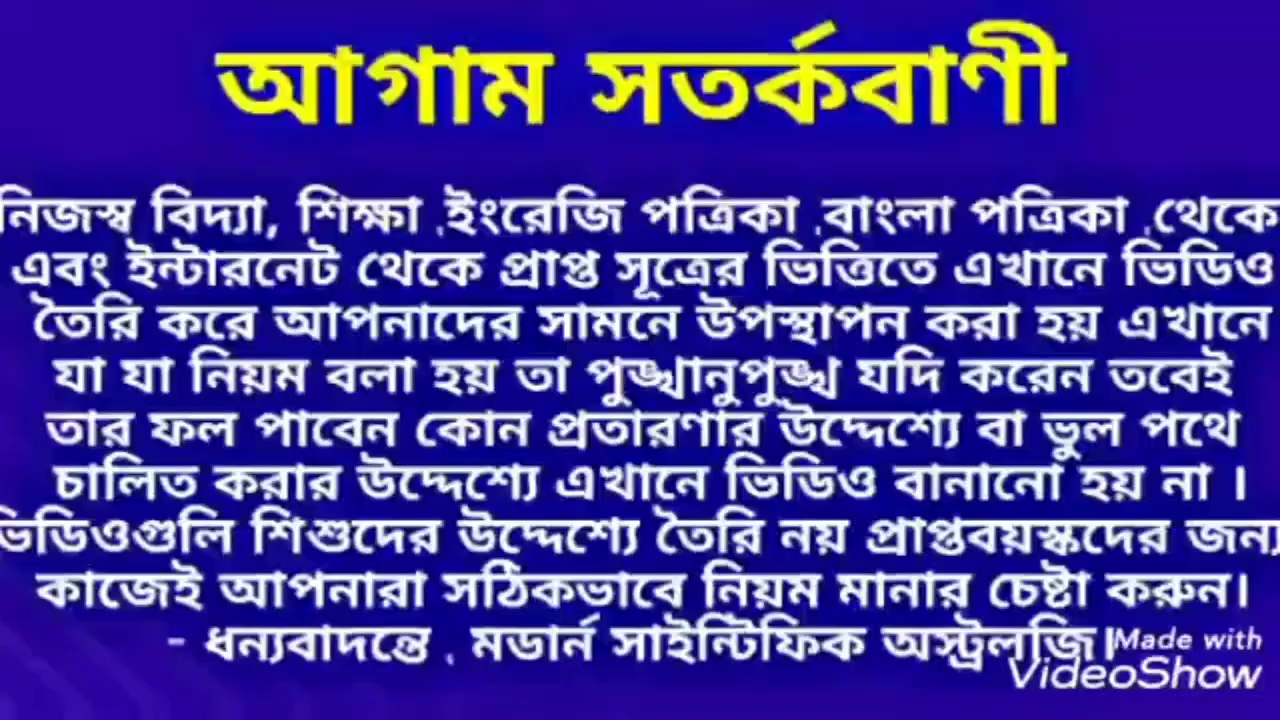 আগাম সতর্কবাণী
নিজস্ব বিদ্যা, শিক্ষা ,ইংরেজি পত্রিকা ,বাংলা পত্রিকা ,থেকে
এবং ইন্টারনেট থেকে প্রাপ্ত সূত্রের ভিত্তিতে এখানে ভিডিও
তৈরি করে আপনাদের সামনে উপস্থাপন করা হয় এখানে
যা যা নিয়ম বলা হয় তা পুঙ্খানুপুঙ্খ যদি করেন তবেই
তার ফল পাবেন কোন প্রতারণার উদ্দেশ্যে বা ভুল পথে
চালিত করার উদ্দেশ্যে এখানে ভিডিও বানানো হয় না ।
ভিডিওগুলি শিশুদের উদ্দেশ্যে তৈরি নয় প্রাপ্তবয়স্কদের জন্য
কাজেই আপনারা সঠিকভাবে নিয়ম মানার চেষ্টা করুন।
- ধন্যবাদন্তে , মডার্ন সাইন্টিফিক অস্ট্রলজি।
Made with
VideoShow